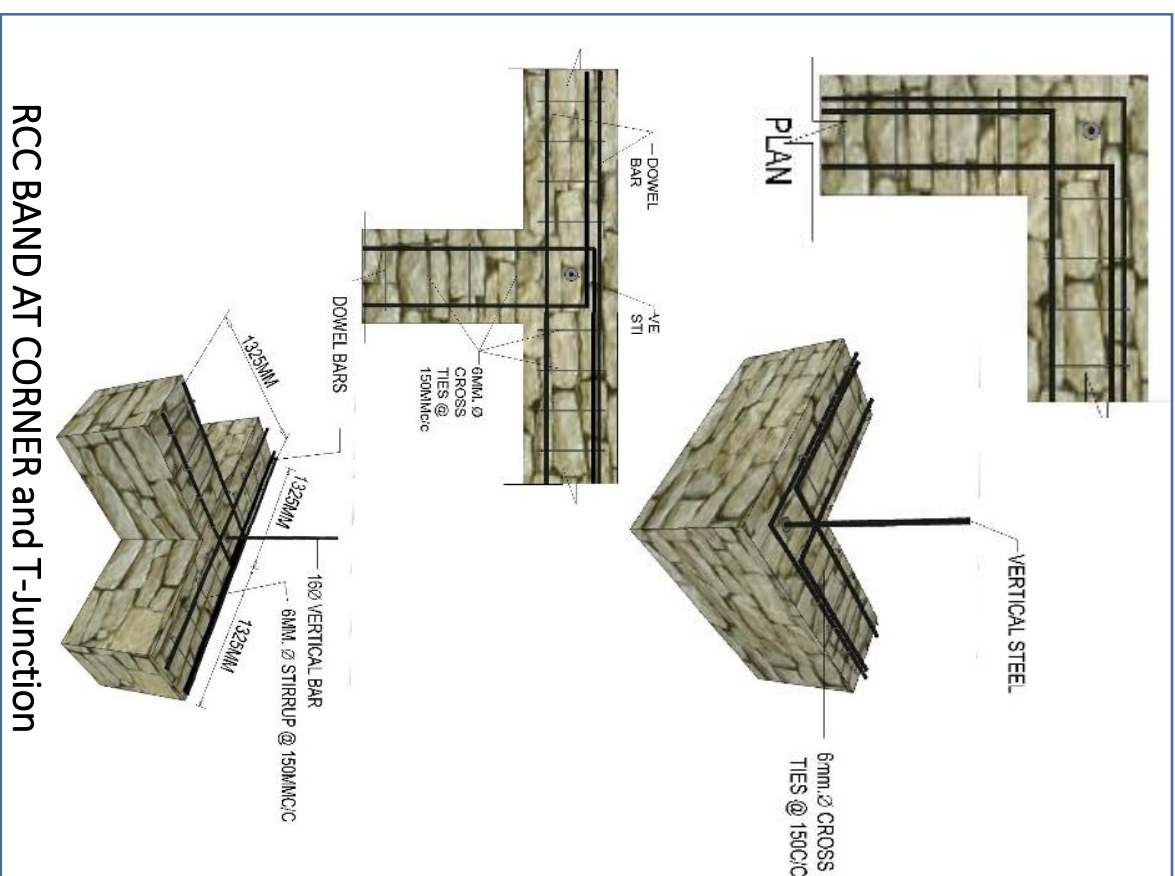 RCC BAND AT CORNER and T-Junction
PLAN
VERTICAL STEEL
6mm.Ø CROSS
TIES @ 150C/C
DOWEL
BAR
VE
STI
6MM. Ø
CROSS
TIES @
150MMc/c
DOWEL BARS
1325MM
1325MM
1325MM
16Ø VERTICAL BAR
6MM. Ø STIRRUP @ 150MMC/C